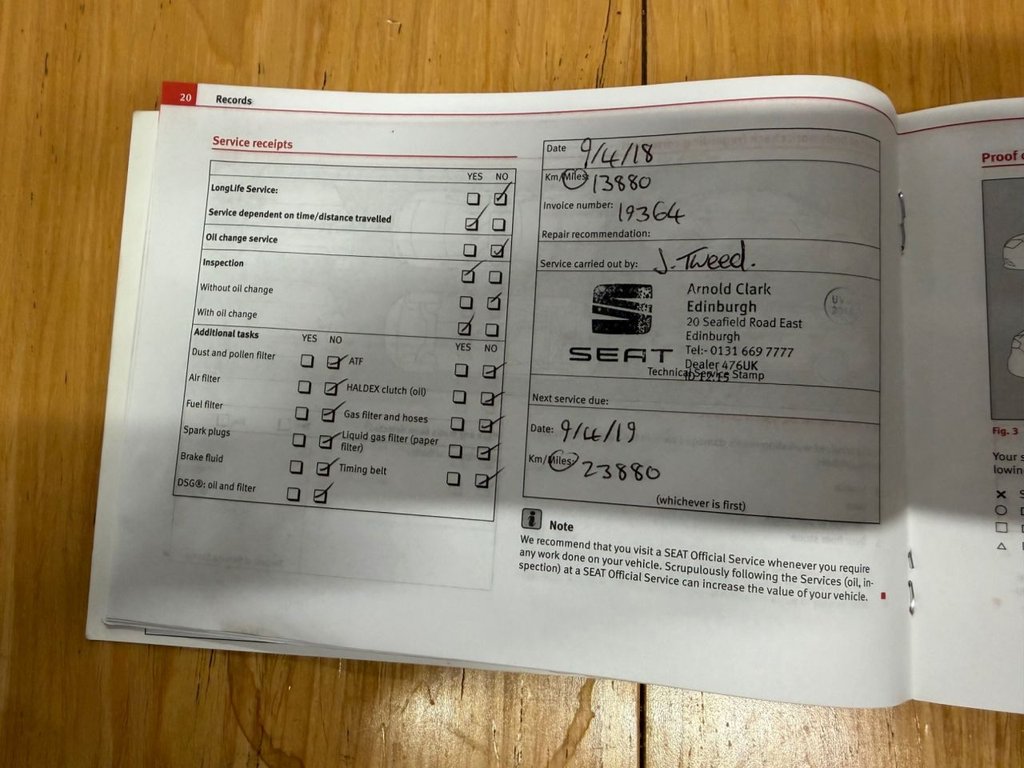 20 Records
Service receipts
YES NO
LongLife Service:
Service dependent on time/distance travelled
Oil change service
Inspection
Without oil change
With oil change
Additional tasks YES NO YES NO
Dust and pollen filter ATF
Air filter HALDEX clutch (oil)
Fuel filter Gas filter and hoses
Spark plugs Liquid gas filter (paper
filter)
Brake fluid Timing belt
DSG®: oil and filter
Date 9/4/18
Km/Miles: 13880
Invoice number: 19364
Repair recommendation:
Service carried out by: J. Tweed.
SEAT
Arnold Clark
Edinburgh
20 Seafield Road East
Edinburgh
Tel:- 0131 669 7777
Dealer 476UK
Technical Service Stamp
Next service due:
Date: 9/4/19
Km/Miles: 23880
(whichever is first)
i Note
We recommend that you visit a SEAT Official Service whenever you require
any work done on your vehicle. Scrupulously following the Services (oil, in-
spection) at a SEAT Official Service can increase the value of your vehicle.
Proof
Fig. 3
Your